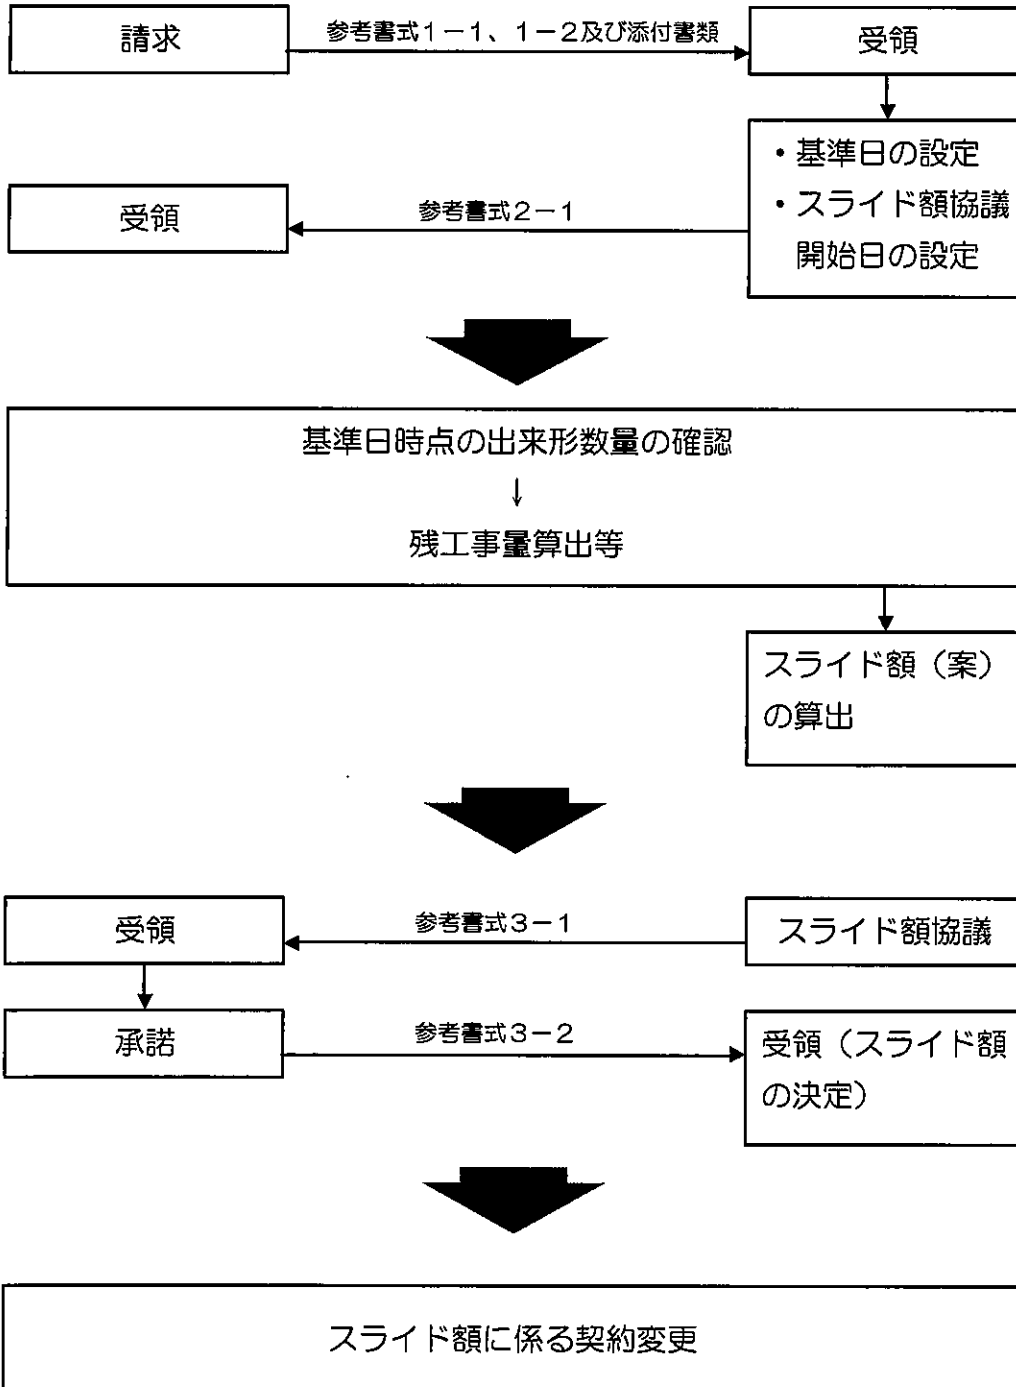 請求
参考書式1－1、1－2及び添付書類
受領
・基準日の設定
・スライド額協議
開始日の設定
受領
参考書式2－1
基準日時点の出来形数量の確認
↓
残工事量算出等
スライド額（案）
の算出
受領
参考書式3－1
スライド額協議
承諾
参考書式3－2
受領（スライド額
の決定）
スライド額に係る契約変更